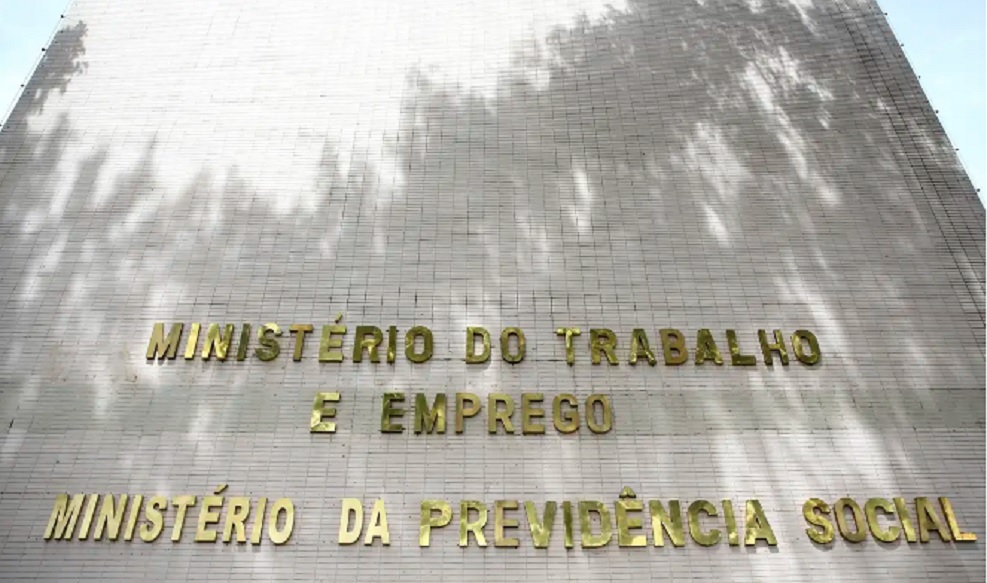 MINISTÉRIO DO TRABALHO
E EMPREGO
MINISTÉRIO DA PREVIDÊNCIA SOCIAL